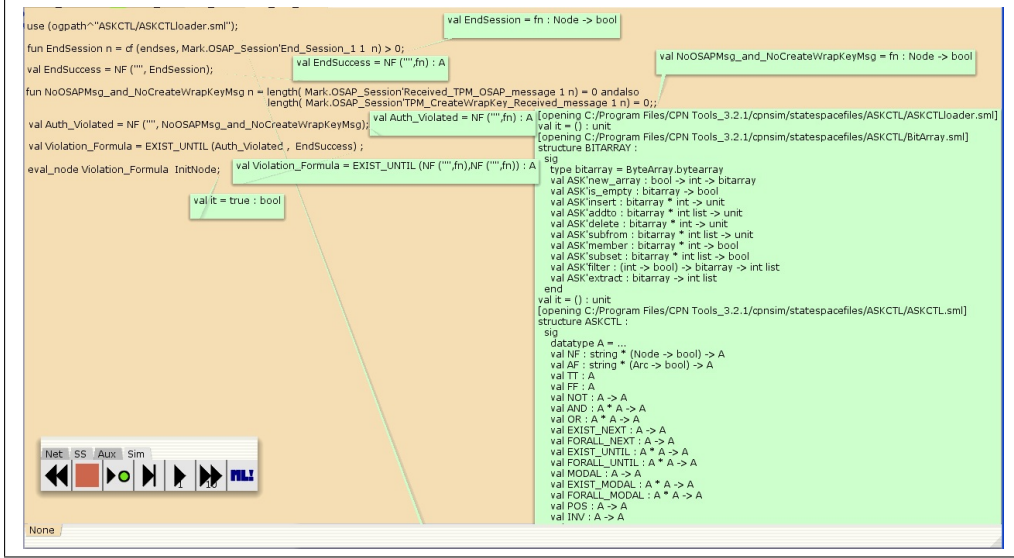 use (ogpath^"ASKCTL/ASKCTLloader.sml");
val EndSession = fn : Node -> bool
fun EndSession n = cf (endses, Mark.OSAP_Session'End_Session_1 1 n) > 0;
val EndSuccess = NF ("",fn) : A
val NoOSAPMsg_and_NoCreateWrapKeyMsg = fn : Node -> bool
val EndSuccess = NF ("", EndSession);
fun NoOSAPMsg_and_NoCreateWrapKeyMsg n = length( Mark.OSAP_Session'Received_TPM_OSAP_message 1 n) = 0 andalso
length( Mark.OSAP_Session'TPM_CreateWrapKey_Received_message 1 n) = 0;;
val Auth_Violated = NF ("", NoOSAPMsg_and_NoCreateWrapKeyMsg);
val Auth_Violated = NF ("",fn) : A
val Violation_Formula = EXIST_UNTIL (Auth_Violated , EndSuccess) ;
eval_node Violation_Formula InitNode;
val Violation_Formula = EXIST_UNTIL (NF ("",fn),NF ("",fn)) : A
val it = true : bool
[opening C:/Program Files/CPN Tools_3.2.1/cpnsim/statespacefiles/ASKCTL/ASKCTLloader.sml]
val it = () : unit
[opening C:/Program Files/CPN Tools_3.2.1/cpnsim/statespacefiles/ASKCTL/BitArray.sml]
structure BITARRAY :
sig
type bitarray = ByteArray.bytearray
val ASK'new_array : bool -> int -> bitarray
val ASK'is_empty : bitarray -> bool
val ASK'insert : bitarray * int -> unit
val ASK'addto : bitarray * int list -> unit
val ASK'delete : bitarray * int -> unit
val ASK'subfrom : bitarray * int list -> unit
val ASK'member : bitarray * int -> bool
val ASK'subset : bitarray * int list -> bool
val ASK'filter : (int -> bool) -> bitarray -> int list
val ASK'extract : bitarray -> int list
end
val it = () : unit
[opening C:/Program Files/CPN Tools_3.2.1/cpnsim/statespacefiles/ASKCTL/ASKCTL.sml]
structure ASKCTL :
sig
datatype A = ...
val NF : string * (Node -> bool) -> A
val AF : string * (Arc -> bool) -> A
val TT : A
val FF : A
val NOT : A -> A
val AND : A * A -> A
val OR : A * A -> A
val EXIST_NEXT : A -> A
val FORALL_NEXT : A -> A
val EXIST_UNTIL : A * A -> A
val FORALL_UNTIL : A * A -> A
val MODAL : A -> A
val EXIST_MODAL : A * A -> A
val FORALL_MODAL : A * A -> A
val POS : A -> A
val INV : A -> A
Net SS Aux Sim
1 10 ML!
None